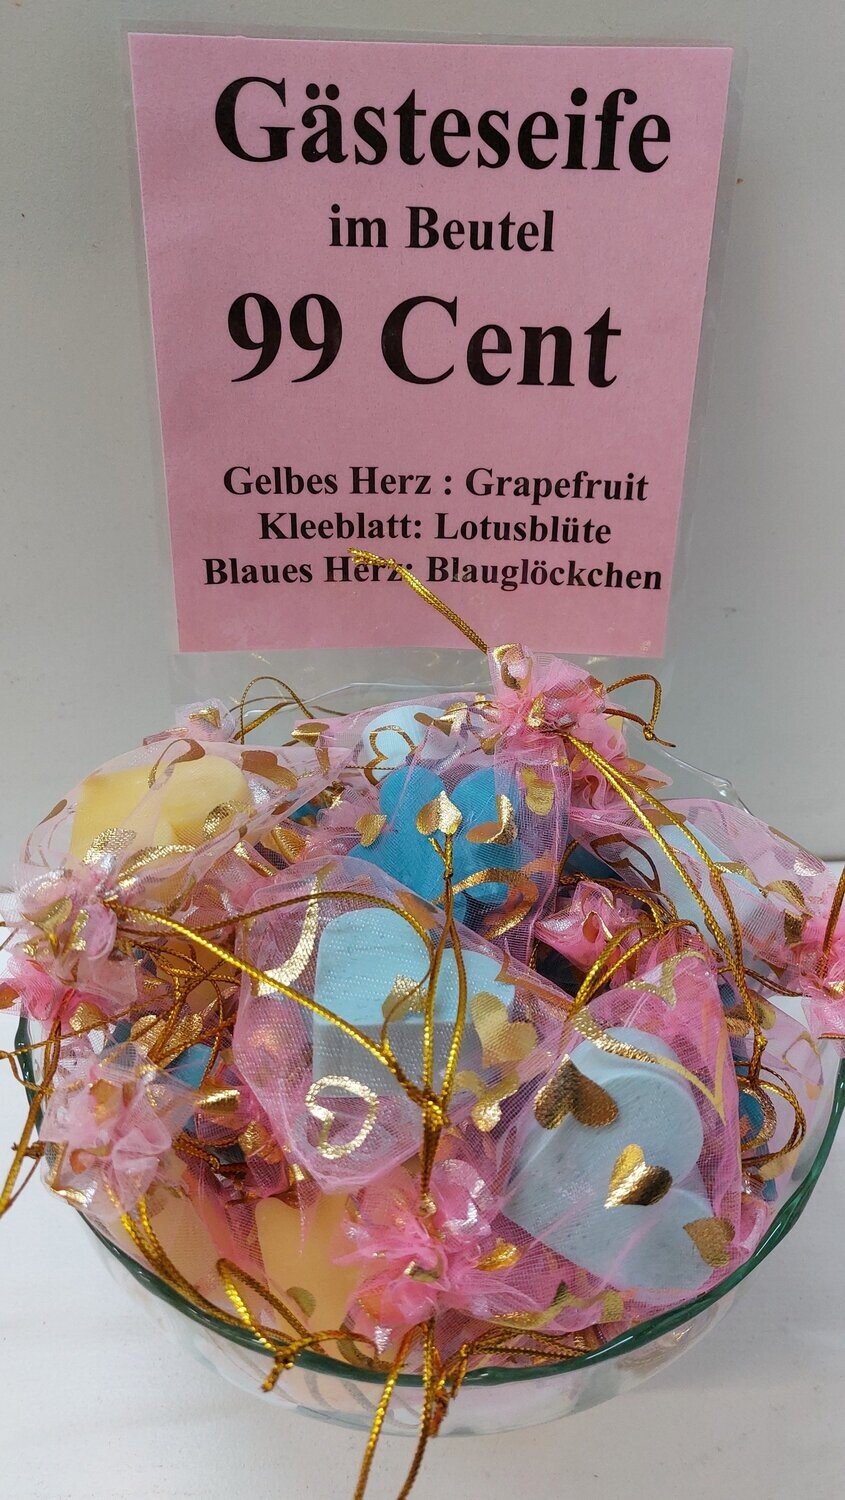 Gästeseife
im Beutel
99 Cent
Gelbes Herz : Grapefruit
Kleeblatt: Lotusblüte
Blaues Herz: Blauglöckchen